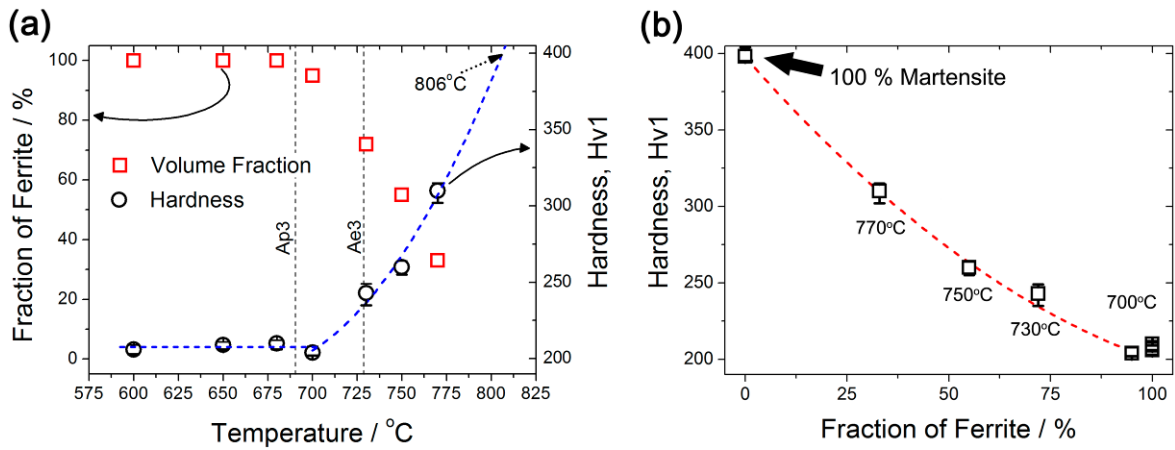 (a)
100
80
60
40
20
0
Fraction of Ferrite / %
Volume Fraction
Hardness
Ap3
Ae3
806°C
400
350
300
250
200
Hardness, Hv1
575 600 625 650 675 700 725 750 775 800 825
Temperature / °C
(b)
400
350
300
250
200
Hardness, Hv1
100 % Martensite
770°C
750°C
730°C
700°C
0 25 50 75 100
Fraction of Ferrite / %